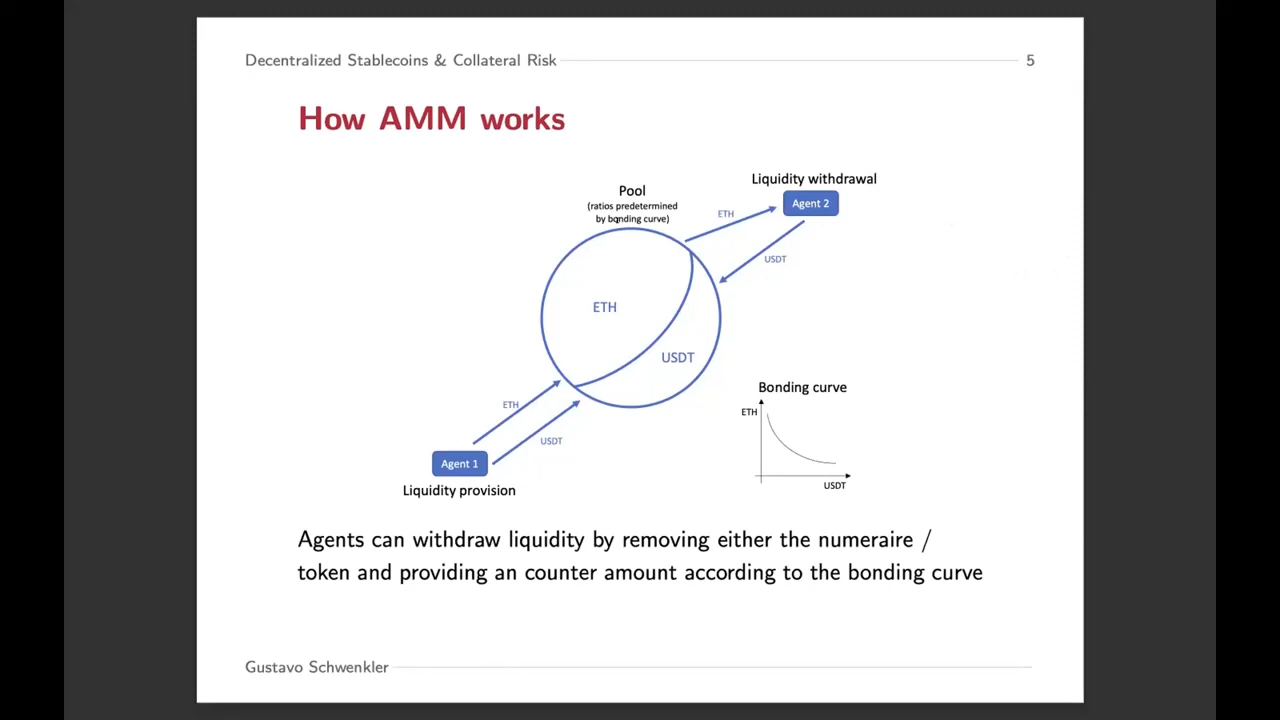 Decentralized Stablecoins & Collateral Risk 5
How AMM works
Pool
(ratios predetermined
by bonding curve)
Liquidity withdrawal
Agent 2
ETH
USDT
ETH
USDT
ETH
USDT
Agent 1
Liquidity provision
Bonding curve
ETH
USDT
Agents can withdraw liquidity by removing either the numeraire /
token and providing an counter amount according to the bonding curve
Gustavo Schwenkler